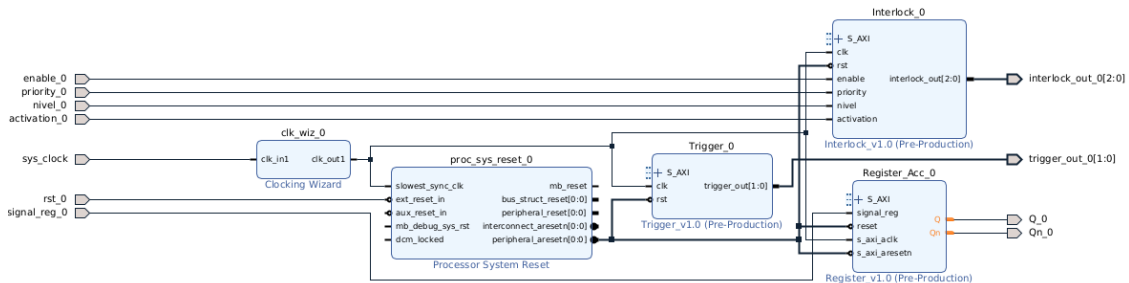 Interlock_0
S_AXI
clk
rst
enable_0
enable
interlock_out[2:0]
interlock_out_0[2:0]
priority_0
priority
nivel_0
nivel
activation_0
activation
Interlock_v1.0 (Pre-Production)
clk_wiz_0
sys_clock
clk_in1
clk_out1
Clocking Wizard
proc_sys_reset_0
slowest_sync_clk
mb_reset
rst_0
ext_reset_in
bus_struct_reset[0:0]
signal_reg_0
aux_reset_in
peripheral_reset[0:0]
mb_debug_sys_rst
interconnect_aresetn[0:0]
dcm_locked
peripheral_aresetn[0:0]
Processor System Reset
Trigger_0
S_AXI
clk
trigger_out[1:0]
rst
Trigger_v1.0 (Pre-Production)
trigger_out_0[1:0]
Register_Acc_0
S_AXI
signal_reg
Q
Q_0
reset
Qn
Qn_0
s_axi_aclk
s_axi_aresetn
Register_v1.0 (Pre-Production)